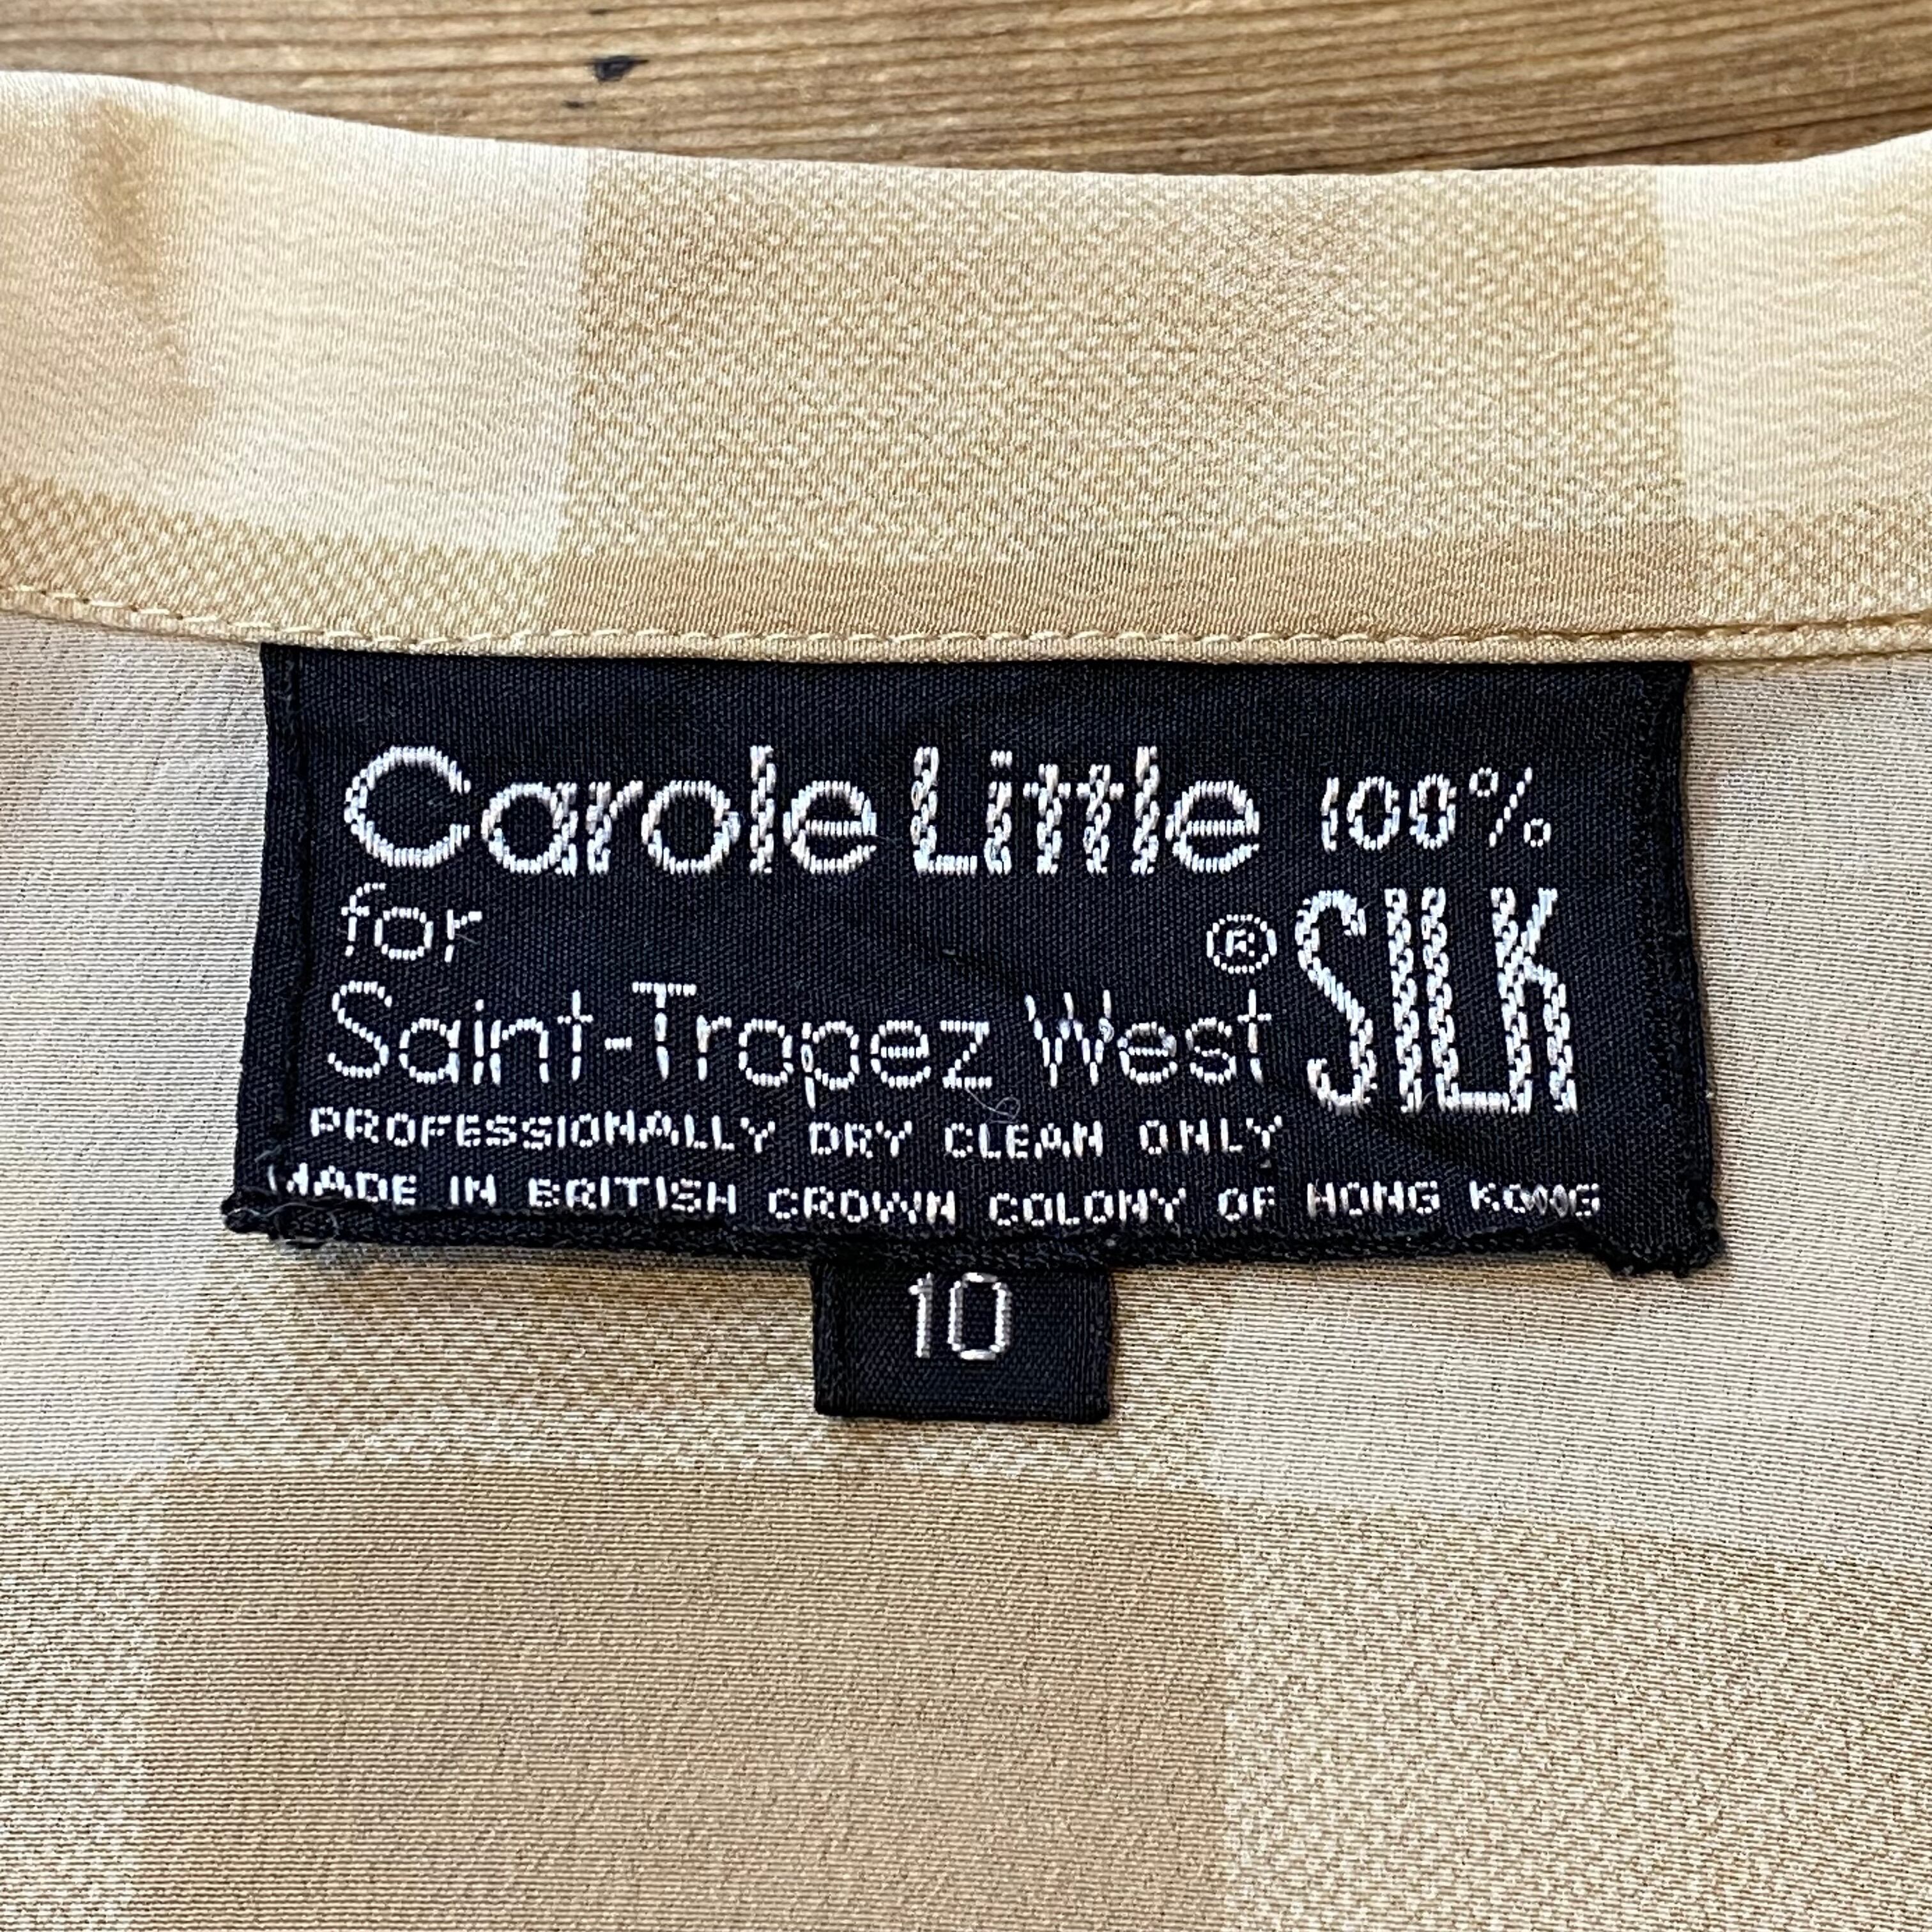 Carole Little 100%
for ® SILK
Saint-Tropez West
PROFESSIONALLY DRY CLEAN ONLY
MADE IN BRITISH CROWN COLONY OF HONG KONG
10